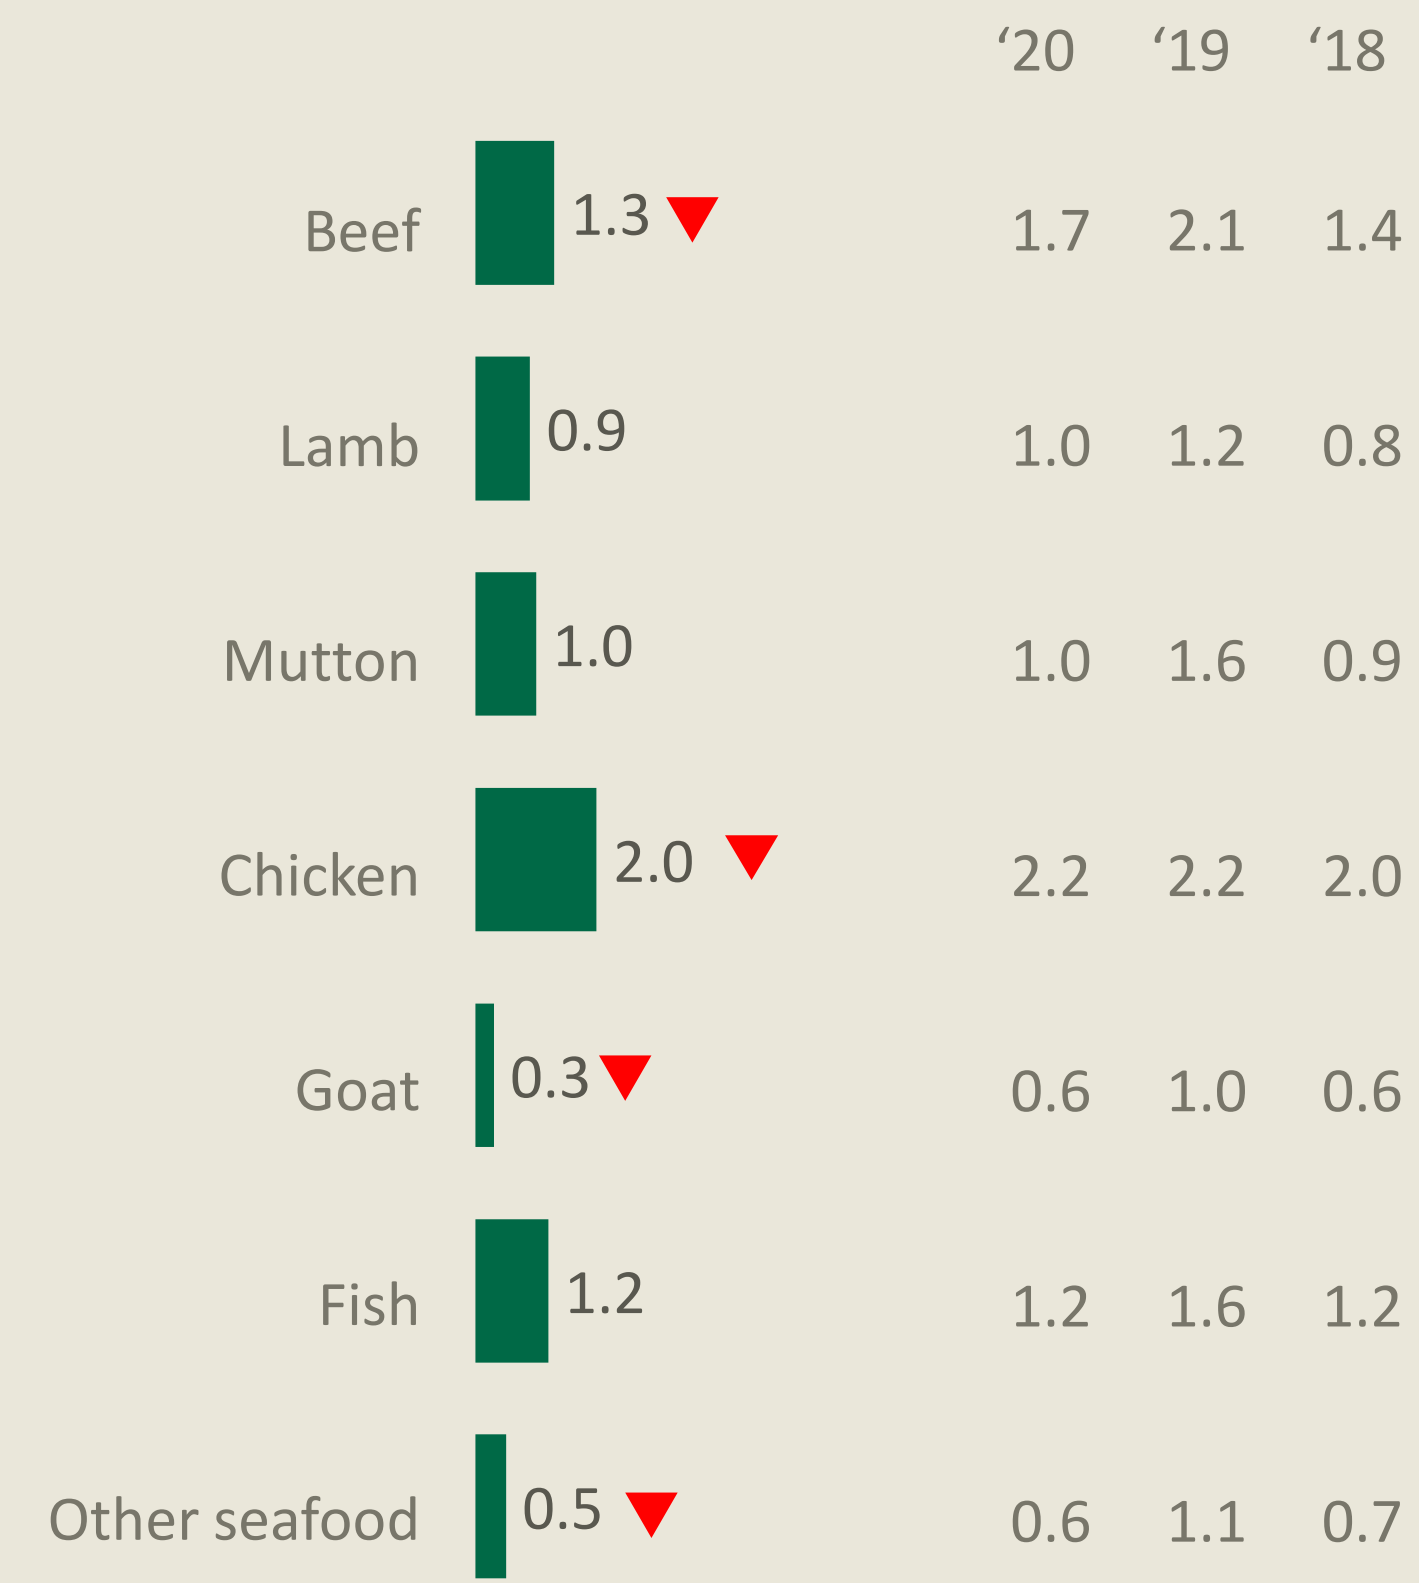 ‘20 ‘19 ‘18
Beef 1.3 1.7 2.1 1.4
Lamb 0.9 1.0 1.2 0.8
Mutton 1.0 1.0 1.6 0.9
Chicken 2.0 2.2 2.2 2.0
Goat 0.3 0.6 1.0 0.6
Fish 1.2 1.2 1.6 1.2
Other seafood 0.5 0.6 1.1 0.7